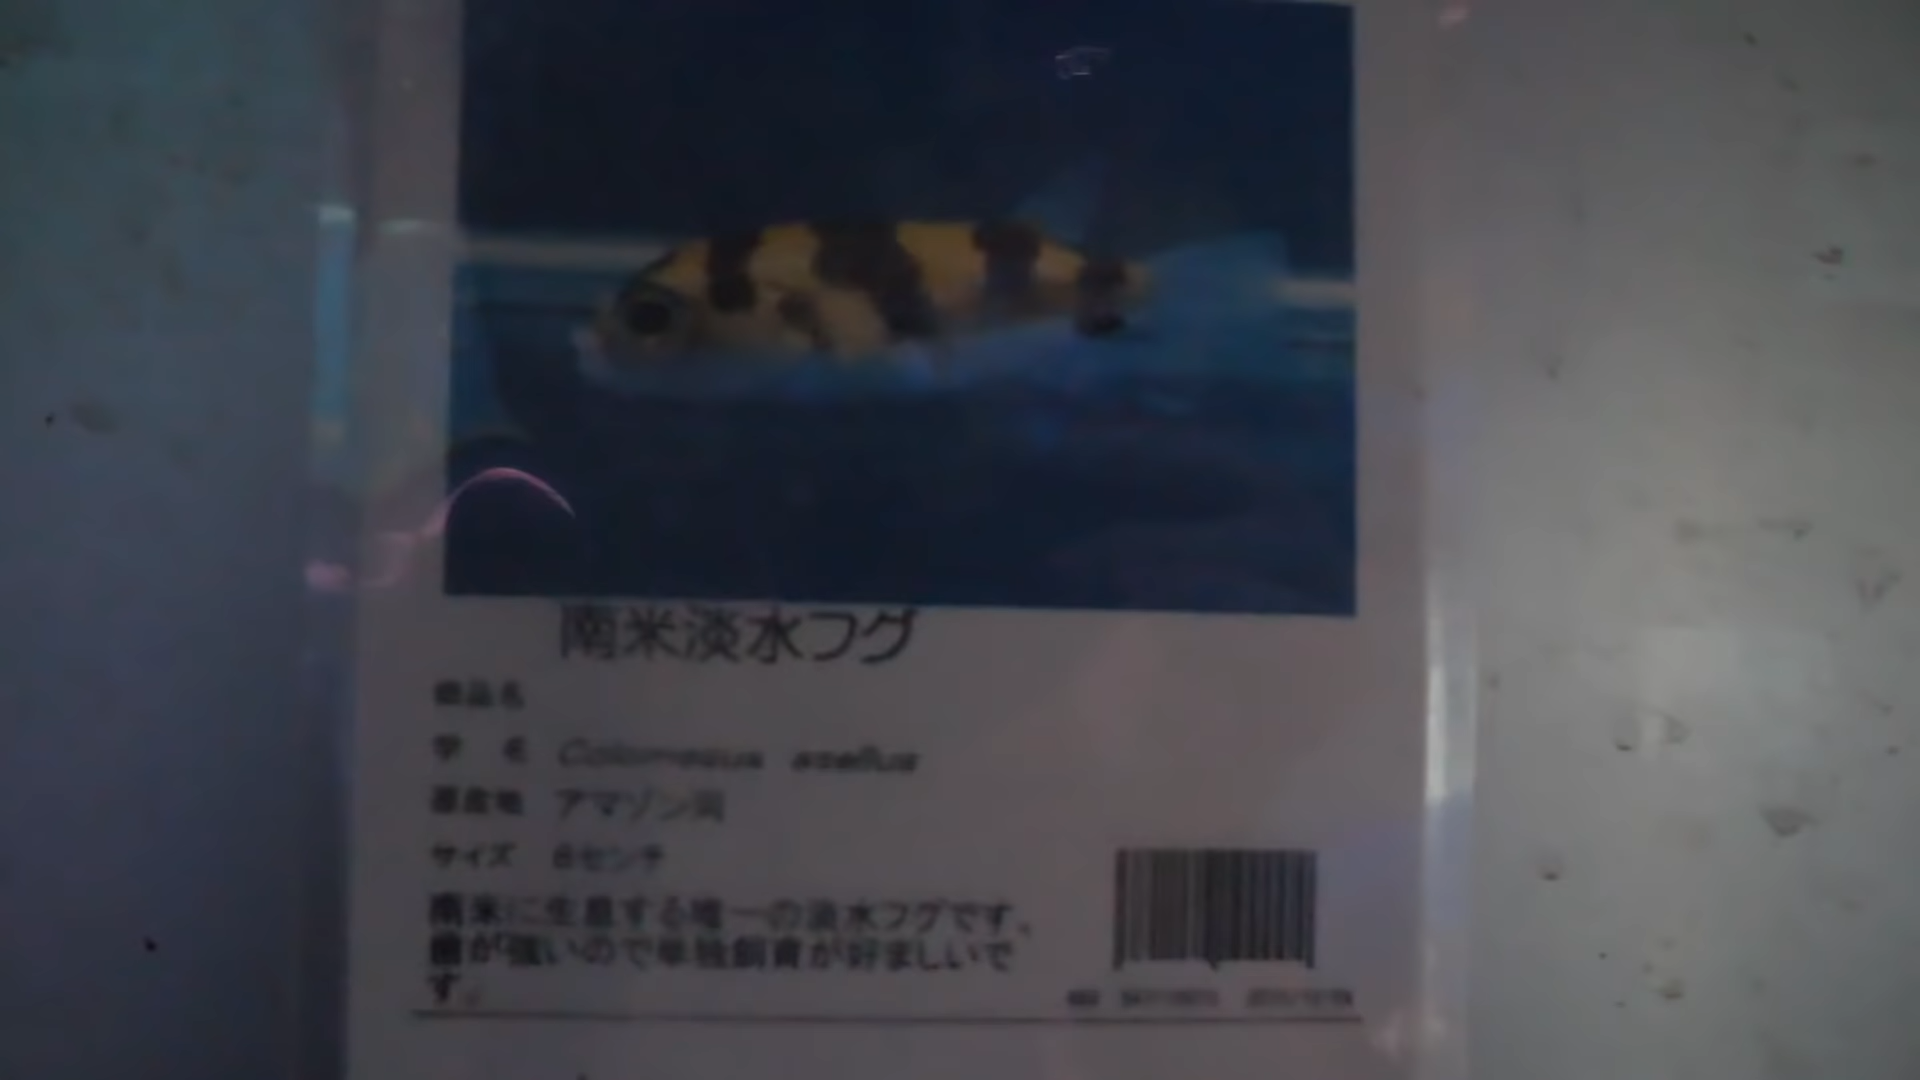 南米淡水フグ
商品名
学 名 Colomesus asellus
原産地 アマゾン河
サイズ 8センチ
南米に生息する唯一の淡水フグです。
歯が強いので単独飼育が好ましいで
す。